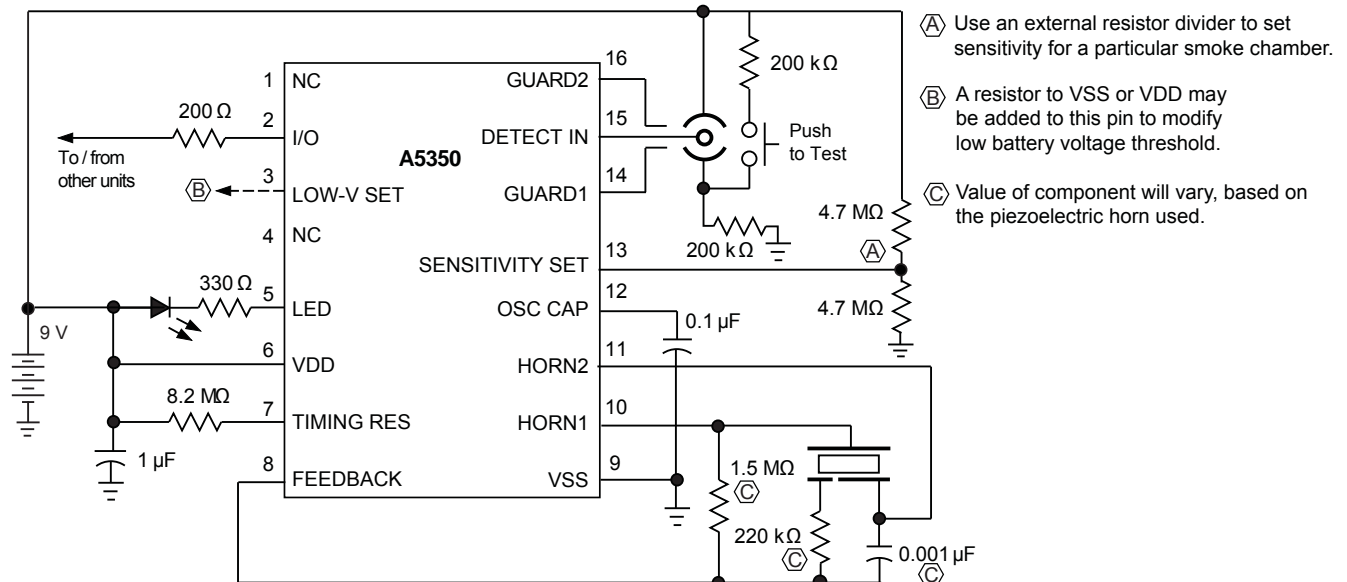 A Use an external resistor divider to set
sensitivity for a particular smoke chamber.
B A resistor to VSS or VDD may
be added to this pin to modify
low battery voltage threshold.
C Value of component will vary, based on
the piezoelectric horn used.
A5350
1 NC
200 Ω
2 I/O
To / from
other units
3 LOW-V SET
B
4 NC
330 Ω
5 LED
9 V
6 VDD
8.2 MΩ
7 TIMING RES
1 µF
8 FEEDBACK
16 GUARD2
15 DETECT IN
14 GUARD1
200 kΩ
Push
to Test
200 kΩ
4.7 MΩ
A
13 SENSITIVITY SET
4.7 MΩ
12 OSC CAP
0.1 µF
11 HORN2
10 HORN1
9 VSS
1.5 MΩ
C
220 kΩ
C
0.001 µF
C